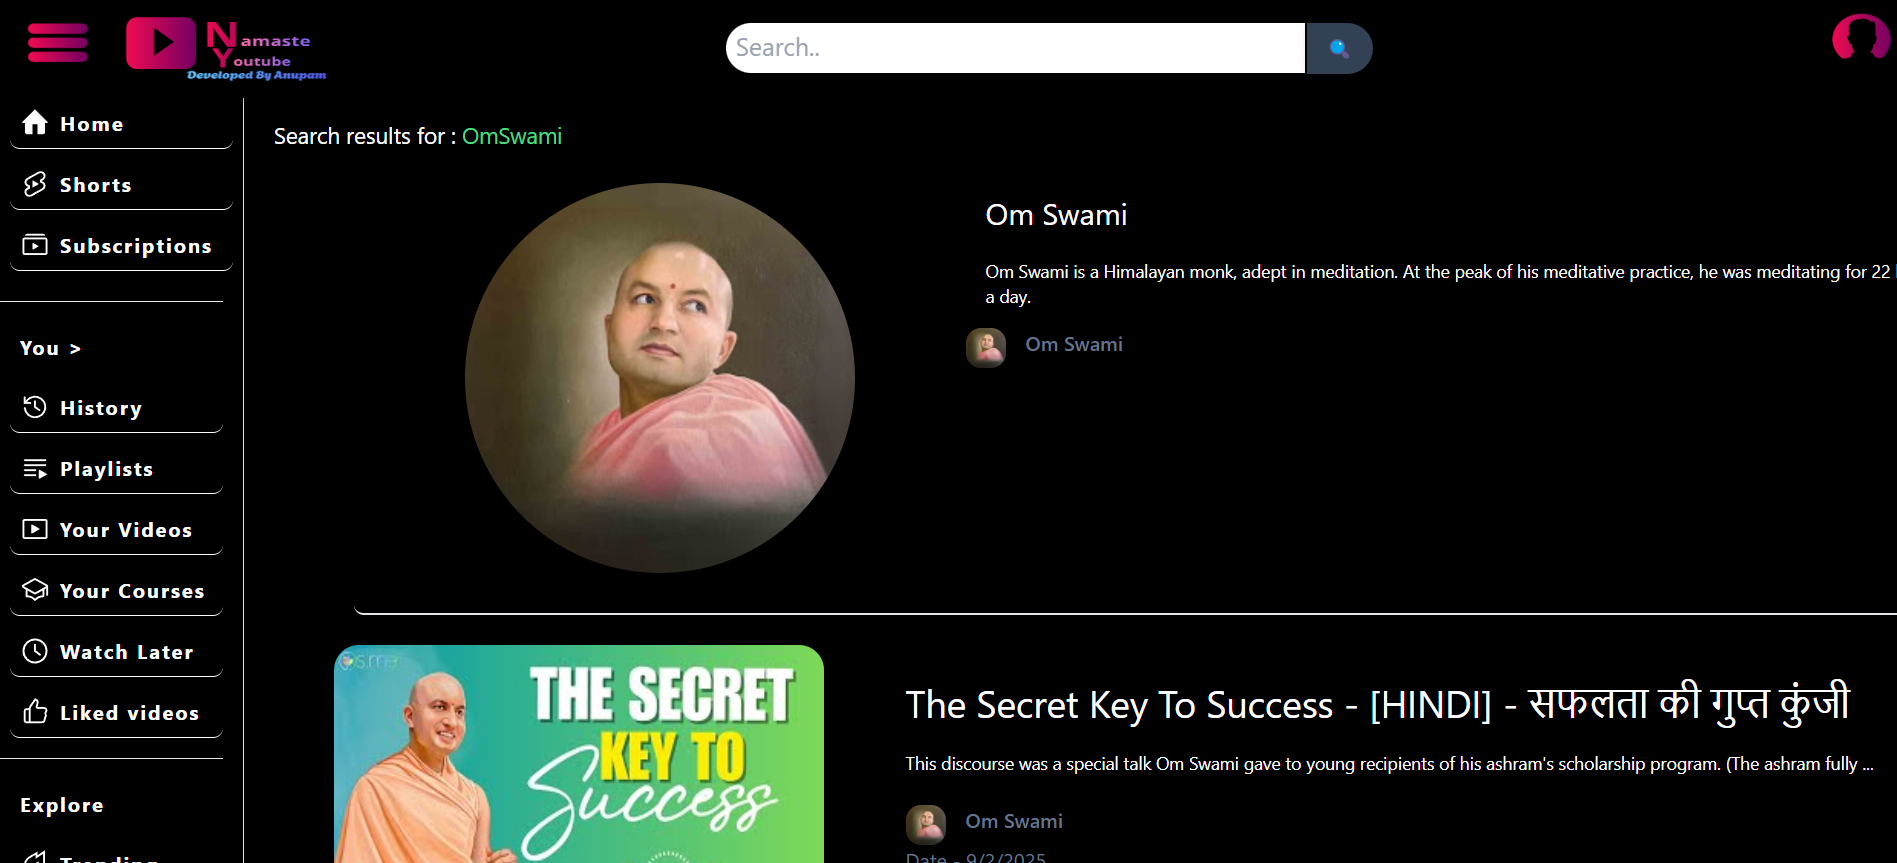 Namaste
Youtube
Developed By Anupam
Search..
Home
Shorts
Subscriptions
You >
History
Playlists
Your Videos
Your Courses
Watch Later
Liked videos
Explore
Trending
Search results for : OmSwami
Om Swami
Om Swami is a Himalayan monk, adept in meditation. At the peak of his meditative practice, he was meditating for 22
a day.
Om Swami
THE SECRET
KEY TO
Success
The Secret Key To Success - [HINDI] - सफलता की गुप्त कुंजी
This discourse was a special talk Om Swami gave to young recipients of his ashram's scholarship program. (The ashram fully ...
Om Swami
Date - 9/2/2025